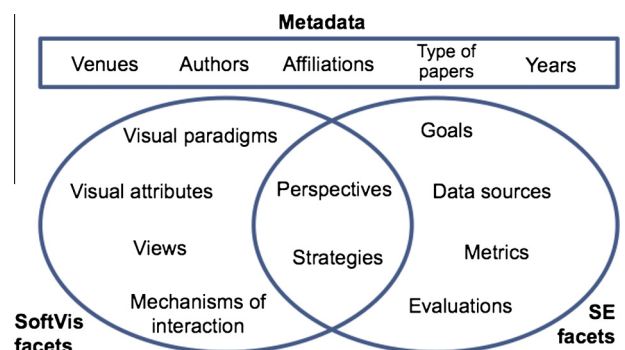 Metadata
Venues Authors Affiliations Type of papers Years
Visual paradigms
Goals
Visual attributes
Perspectives
Data sources
Views
Strategies
Metrics
Mechanisms of
interaction
Evaluations
SoftVis
facets
SE
facets